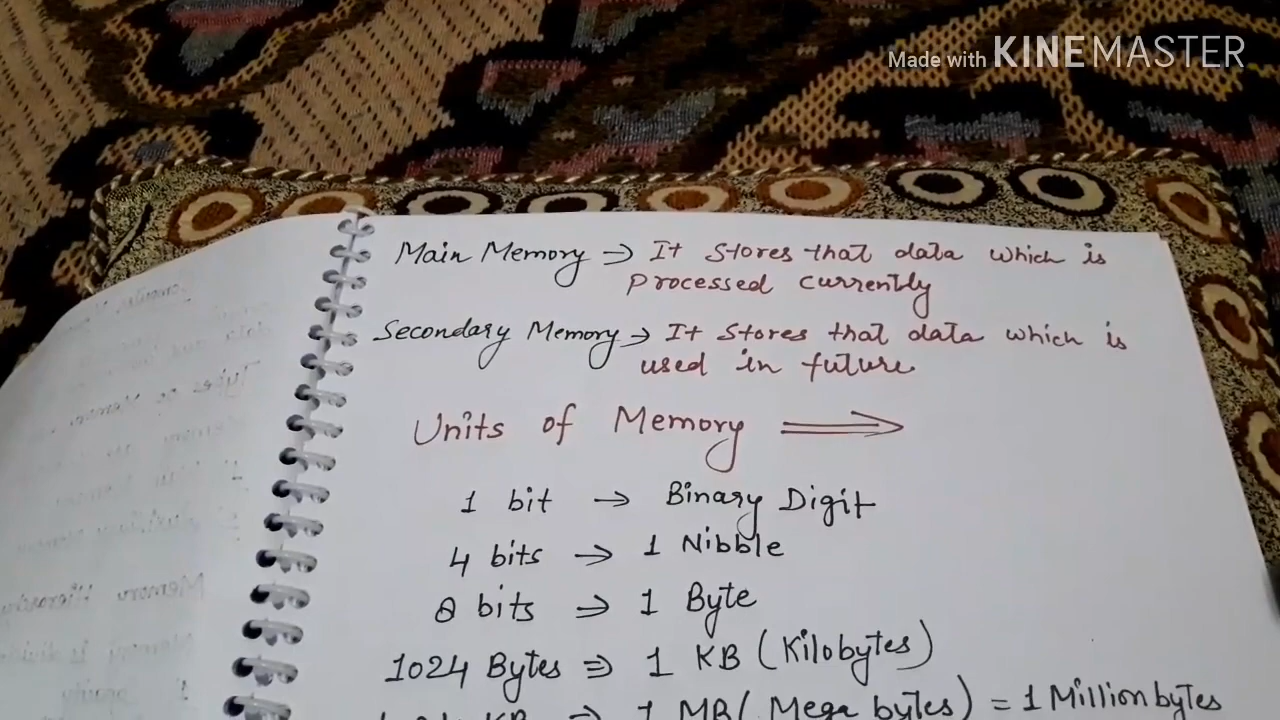 Made with KINEMASTER
Main Memory → It stores that data which is
processed currently
Secondary Memory → It stores that data which is
used in future
Units of Memory ⟹
1 bit → Binary Digit
4 bits → 1 Nibble
8 bits ⇒ 1 Byte
1024 Bytes ⇒ 1 KB (Kilobytes)
1024 KB ⇒ 1 MB (Mega bytes) = 1 Million bytes